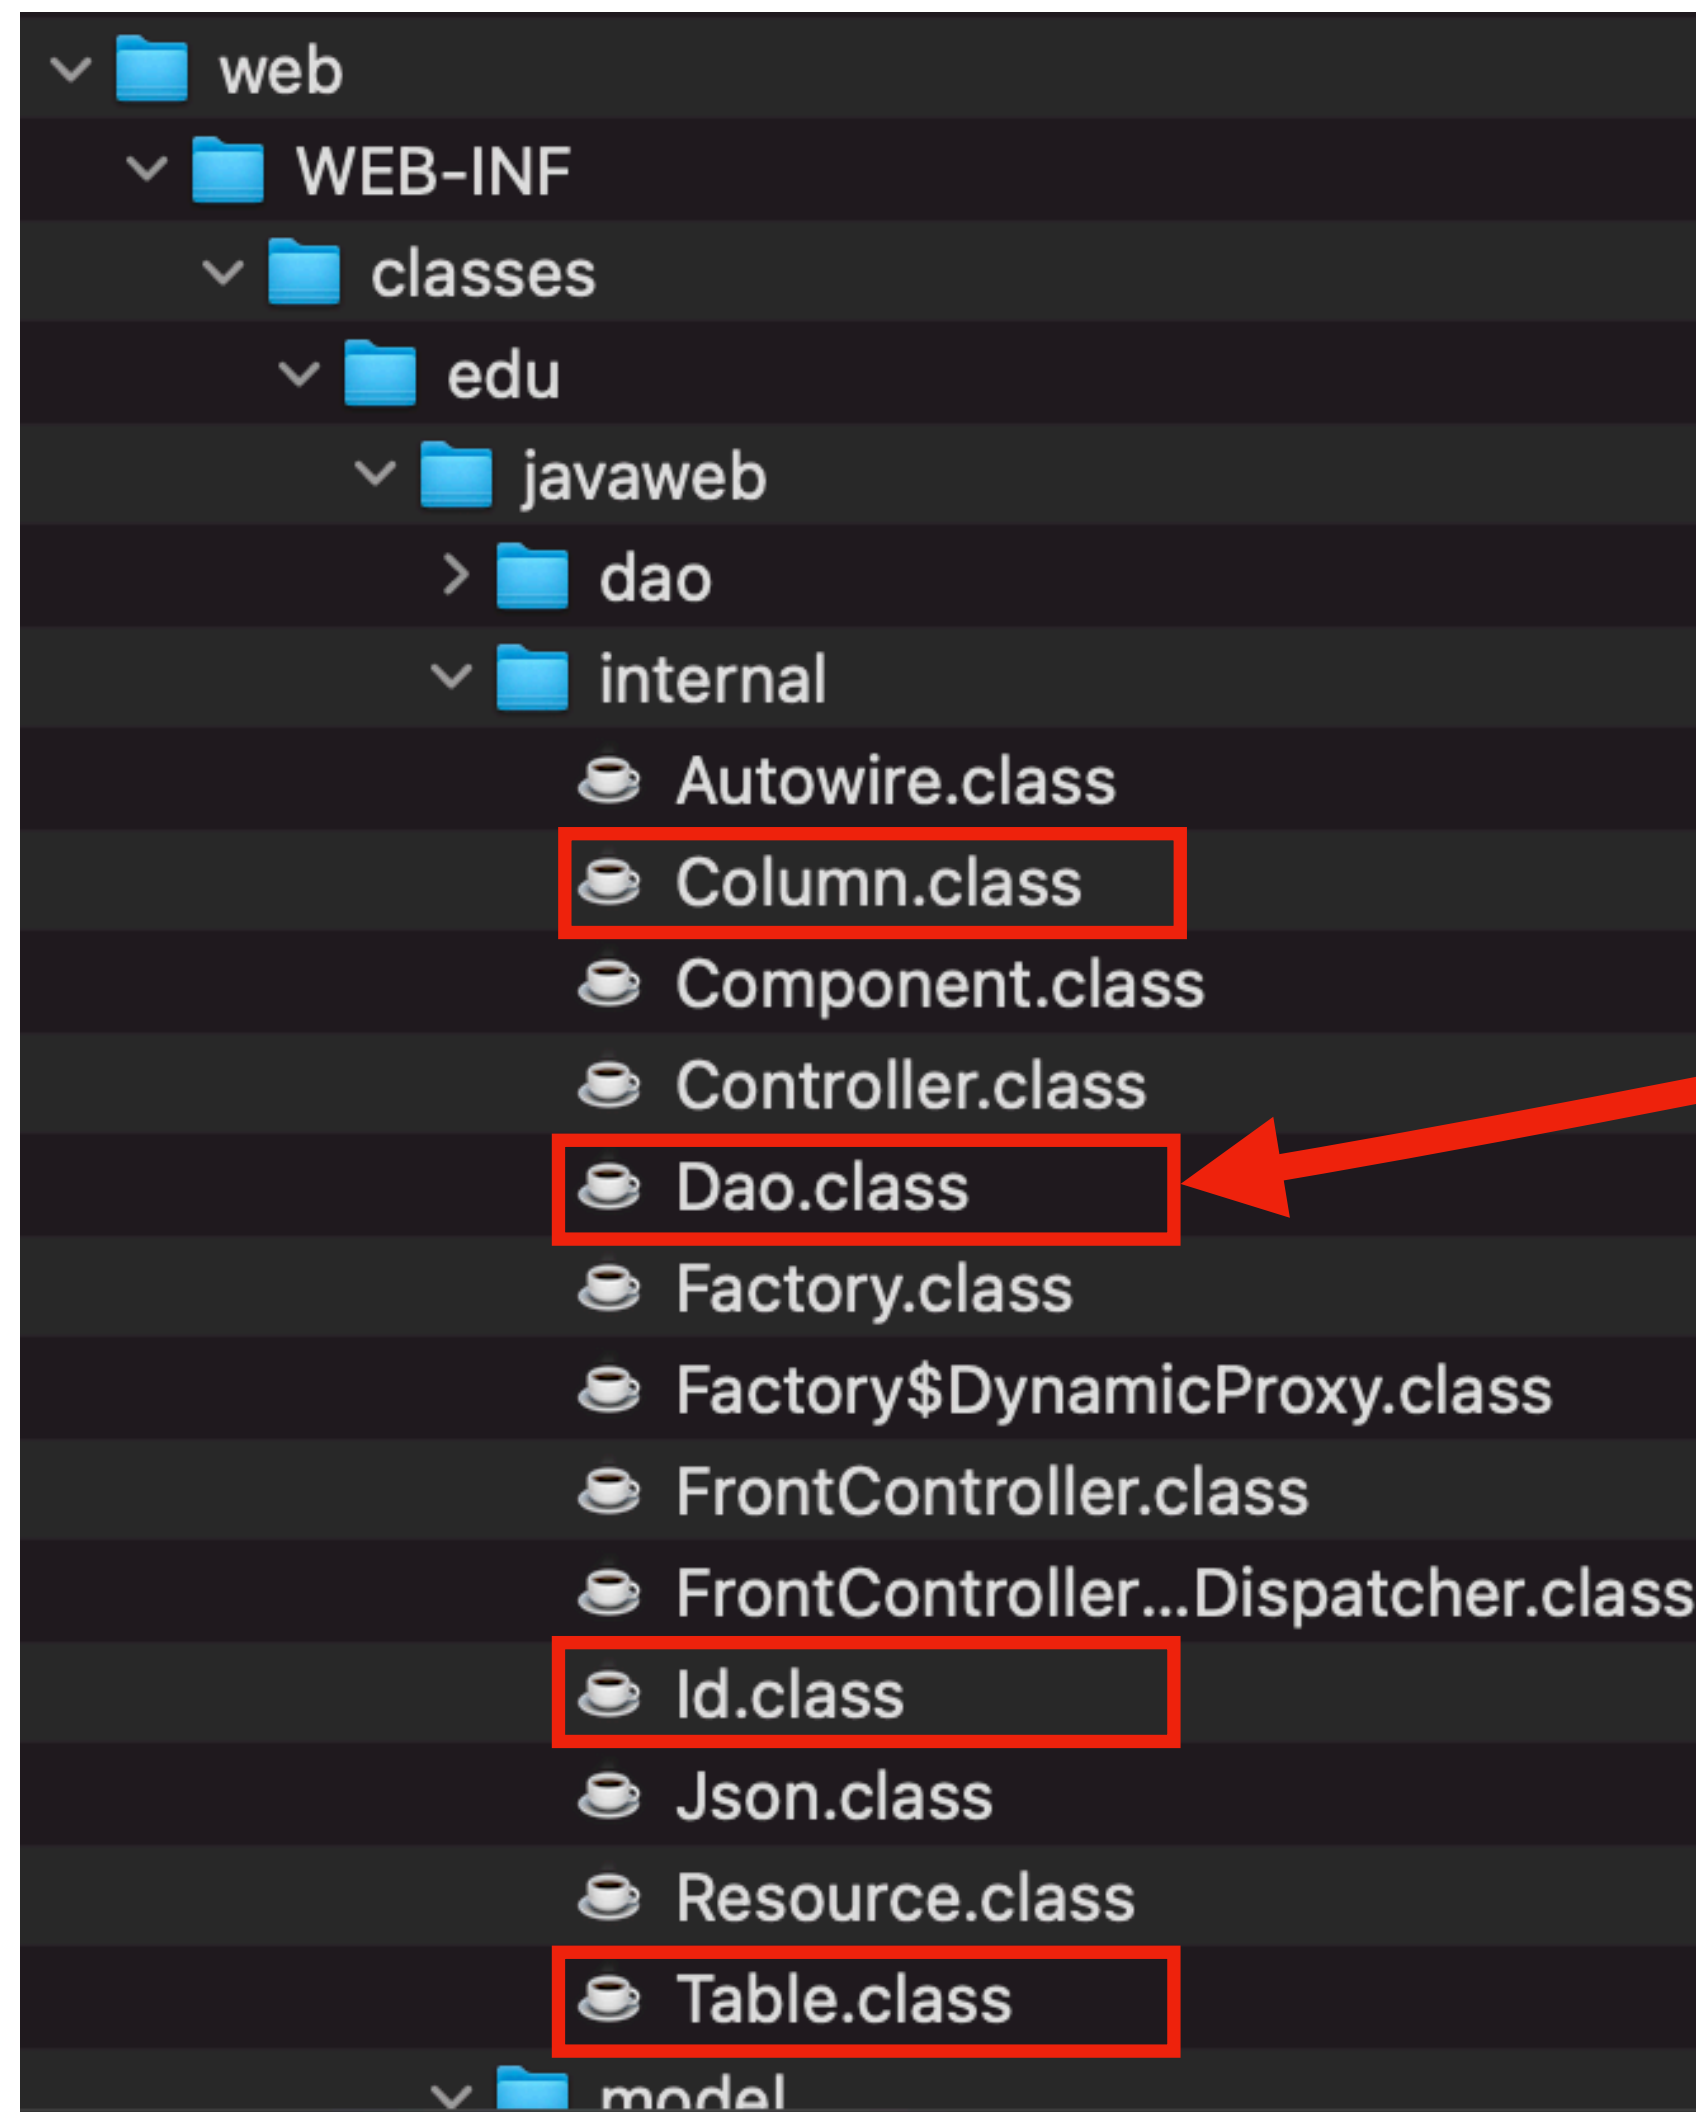 web
WEB-INF
classes
edu
javaweb
dao
internal
Autowire.class
Column.class
Component.class
Controller.class
Dao.class
Factory.class
Factory$DynamicProxy.class
FrontController.class
FrontController...Dispatcher.class
Id.class
Json.class
Resource.class
Table.class
model